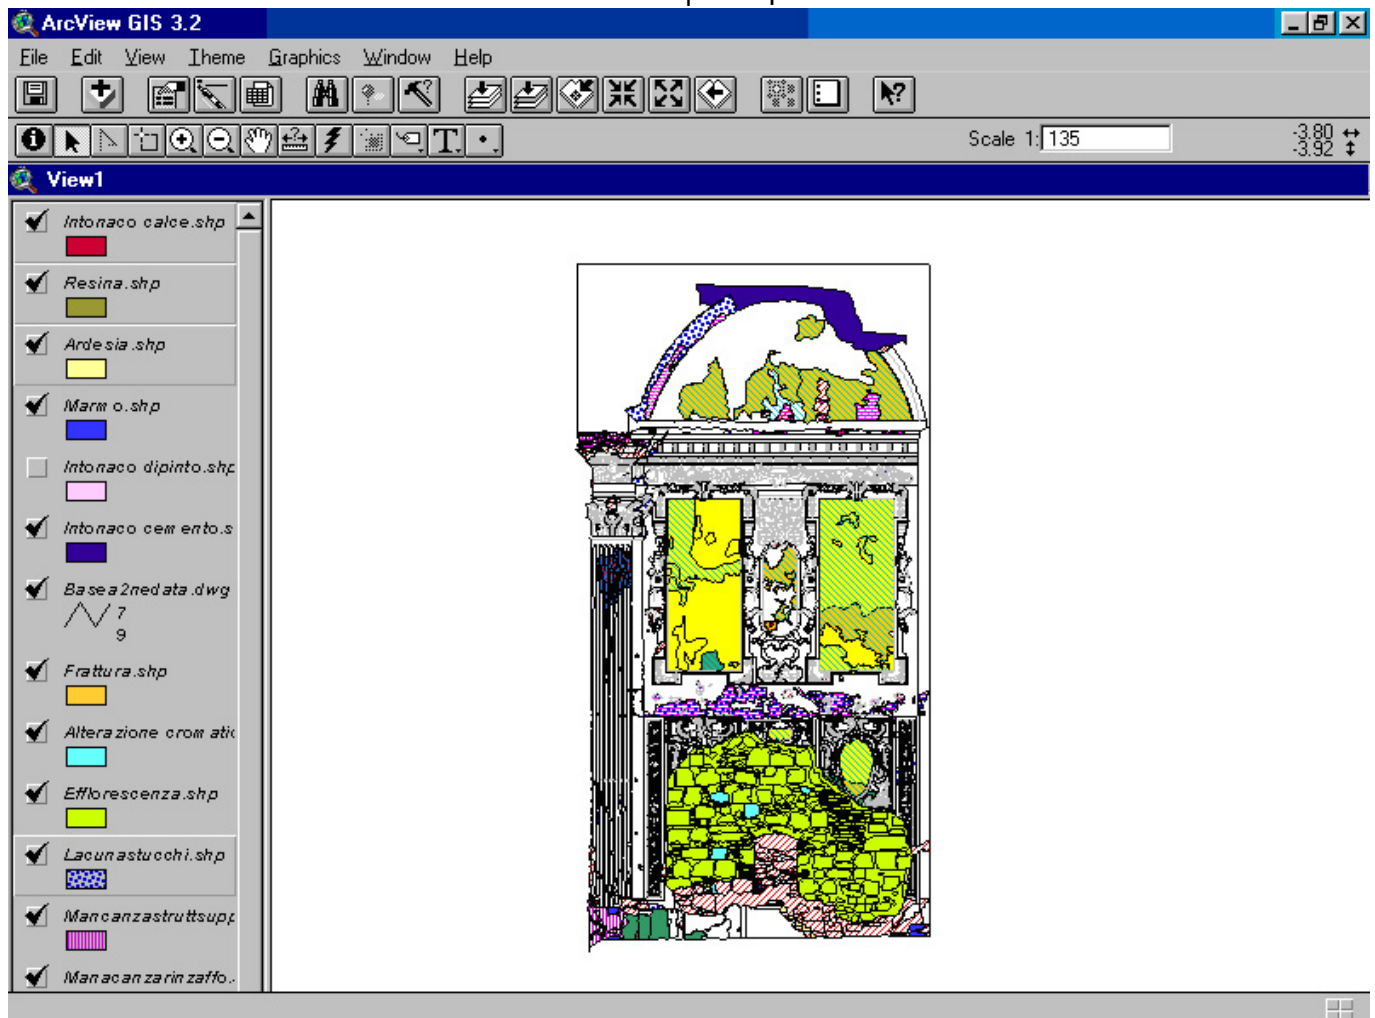 ArcView GIS 3.2
File Edit View Theme Graphics Window Help
Scale 1: 135
-3.80
-3.92
View1
Intonaco calce.shp
Resina.shp
Ardesia.shp
Marmo.shp
Intonaco dipinto.shp
Intonaco cemento.s
Basea2nedata.dwg
7
9
Frattura.shp
Alterazione cromatic
Efflorescenza.shp
Lacunastucchi.shp
Mancanzastruttsupp
Manacanzarinzaffo.